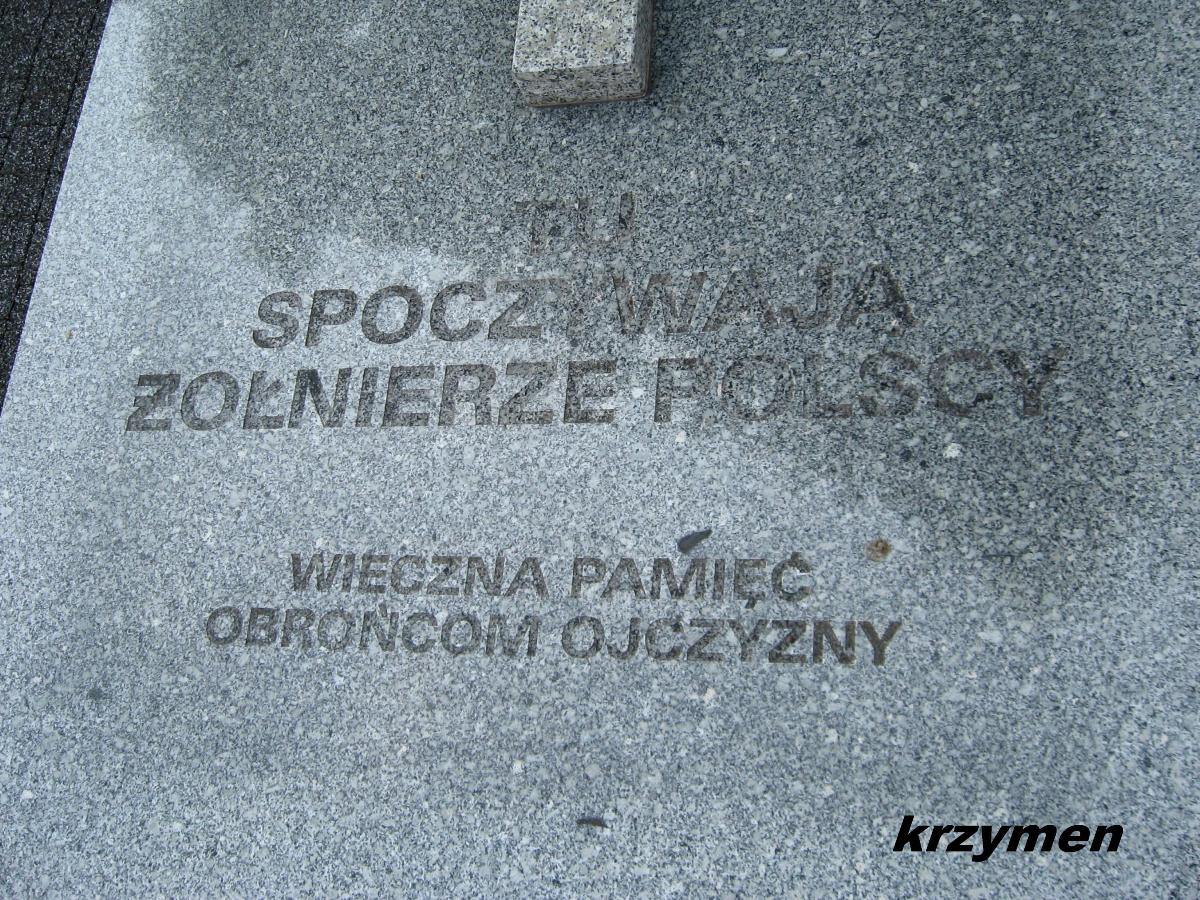 TU
SPOCZYWAJĄ
ŻOŁNIERZE POLSCY
WIECZNA PAMIĘĆ
OBROŃCOM OJCZYZNY
krzymen